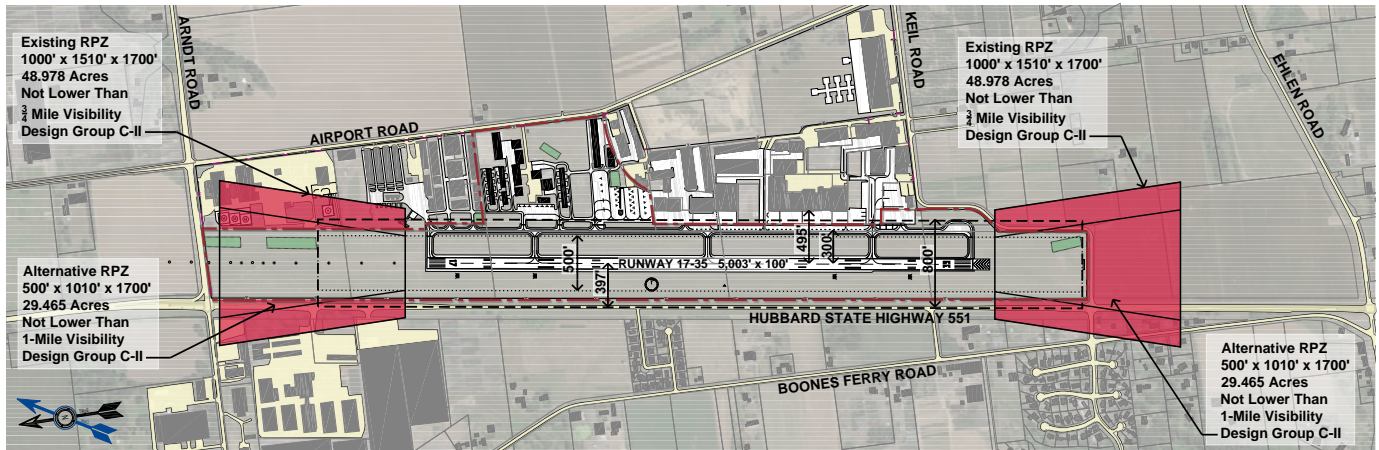 Existing RPZ
1000' x 1510' x 1700'
48.978 Acres
Not Lower Than
3/4 Mile Visibility
Design Group C-II
ARNDT ROAD
AIRPORT ROAD
KEIL ROAD
Existing RPZ
1000' x 1510' x 1700'
48.978 Acres
Not Lower Than
3/4 Mile Visibility
Design Group C-II
EHLEN ROAD
Alternative RPZ
500' x 1010' x 1700'
29.465 Acres
Not Lower Than
1-Mile Visibility
Design Group C-II
17
500'
397'
RUNWAY 17-35 5,003' x 100'
495'
300'
800'
35
HUBBARD STATE HIGHWAY 551
BOONES FERRY ROAD
Alternative RPZ
500' x 1010' x 1700'
29.465 Acres
Not Lower Than
1-Mile Visibility
Design Group C-II
N